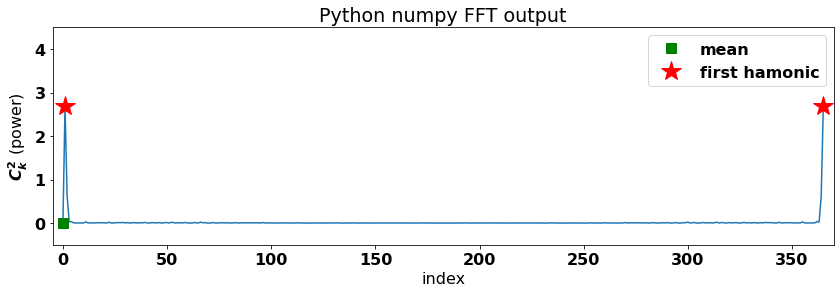 Python numpy FFT output
mean
first hamonic
4
3
2
1
0
C_k^2 (power)
0 50 100 150 200 250 300 350
index